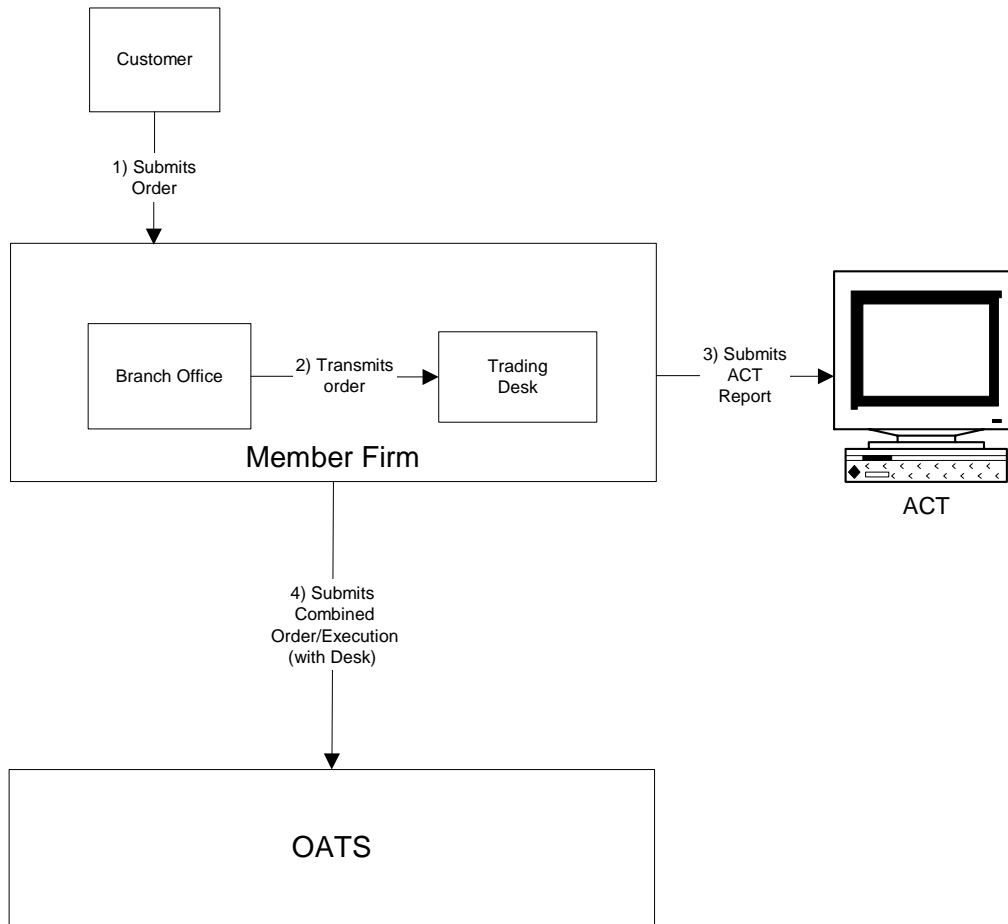 Customer
1) Submits
Order
Branch Office
2) Transmits
order
Trading
Desk
Member Firm
3) Submits
ACT
Report
ACT
4) Submits
Combined
Order/Execution
(with Desk)
OATS